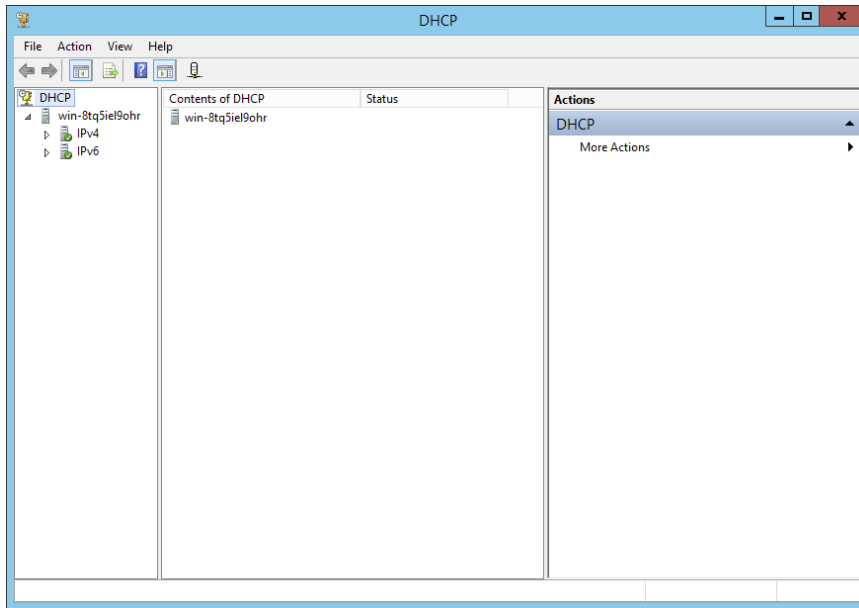 DHCP
File Action View Help
DHCP
win-8tq5iel9ohr
IPv4
IPv6
Contents of DHCP Status
win-8tq5iel9ohr
Actions
DHCP
More Actions